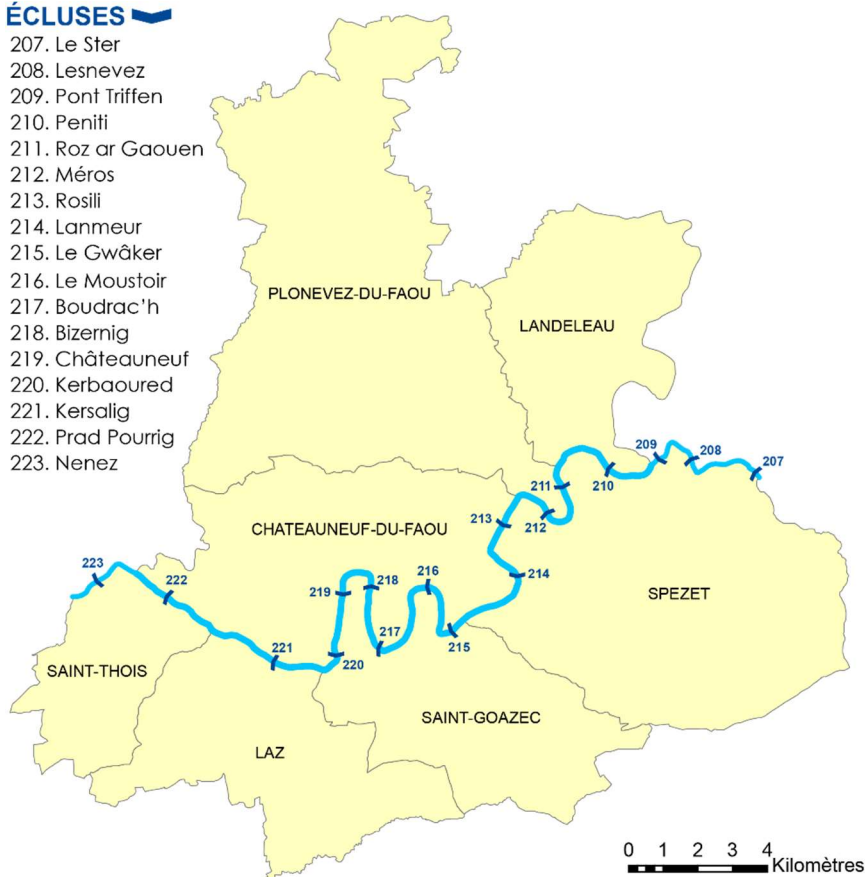 ÉCLUSES
207. Le Ster
208. Lesnevez
209. Pont Triffen
210. Peniti
211. Roz ar Gaouen
212. Méros
213. Rosili
214. Lanmeur
215. Le Gwâker
216. Le Moustoir
217. Boudrac'h
218. Bizernig
219. Châteauneuf
220. Kerbaoured
221. Kersalig
222. Prad Pourrig
223. Nenez
PLONEVEZ-DU-FAOU
LANDELEAU
209
208
207
211
210
213
212
CHATEAUNEUF-DU-FAOU
223
222
219
218
216
214
SPEZET
217
215
221
220
SAINT-THOIS
SAINT-GOAZEC
LAZ
0 1 2 3 4
Kilomètres